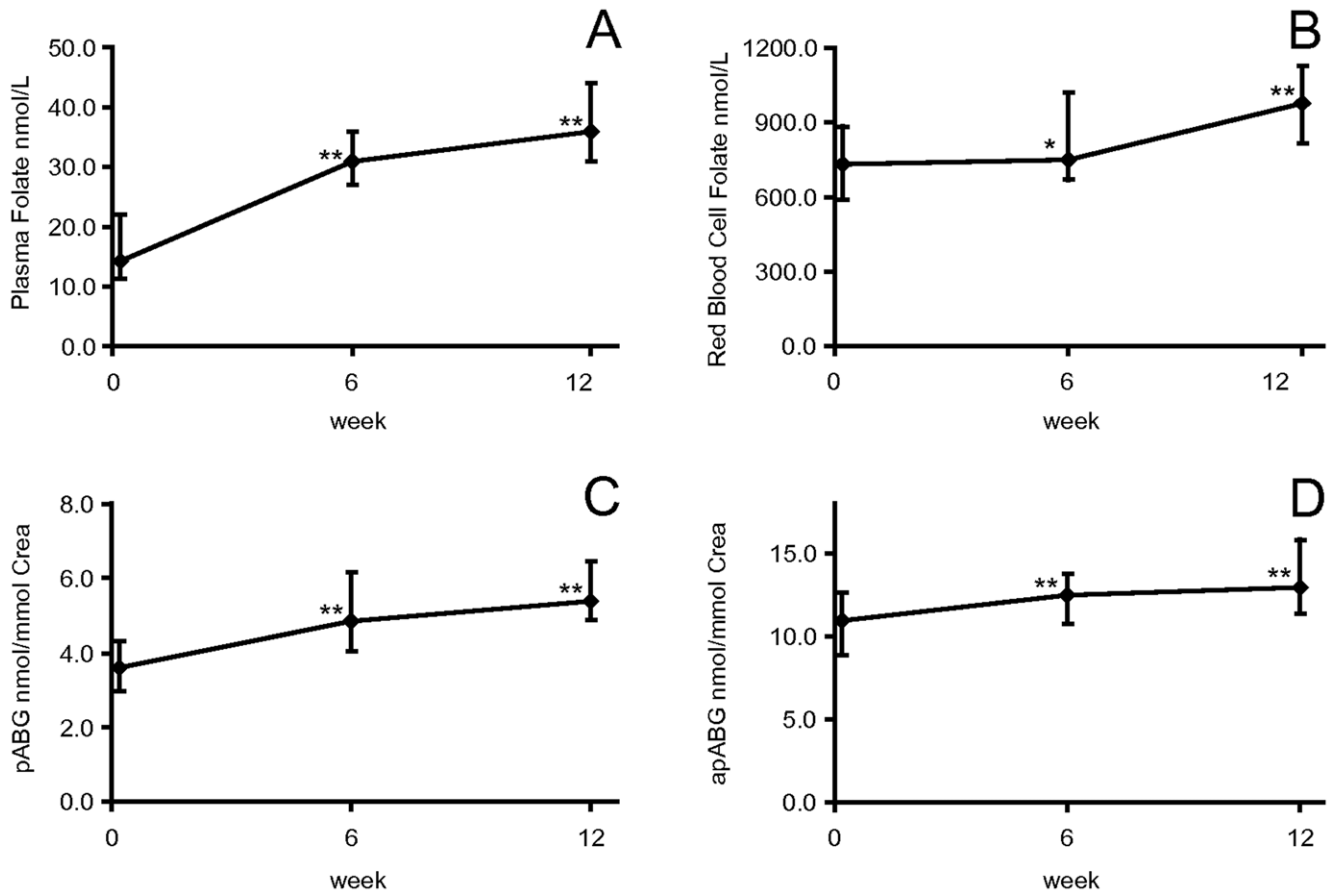 A
Plasma Folate nmol/L
50.0
40.0
30.0
20.0
10.0
0.0
**
**
0 6 12
week
B
Red Blood Cell Folate nmol/L
1200.0
900.0
600.0
300.0
0.0
*
**
0 6 12
week
C
pABG nmol/mmol Crea
8.0
6.0
4.0
2.0
0.0
**
**
0 6 12
week
D
apABG nmol/mmol Crea
15.0
10.0
5.0
0.0
**
**
0 6 12
week